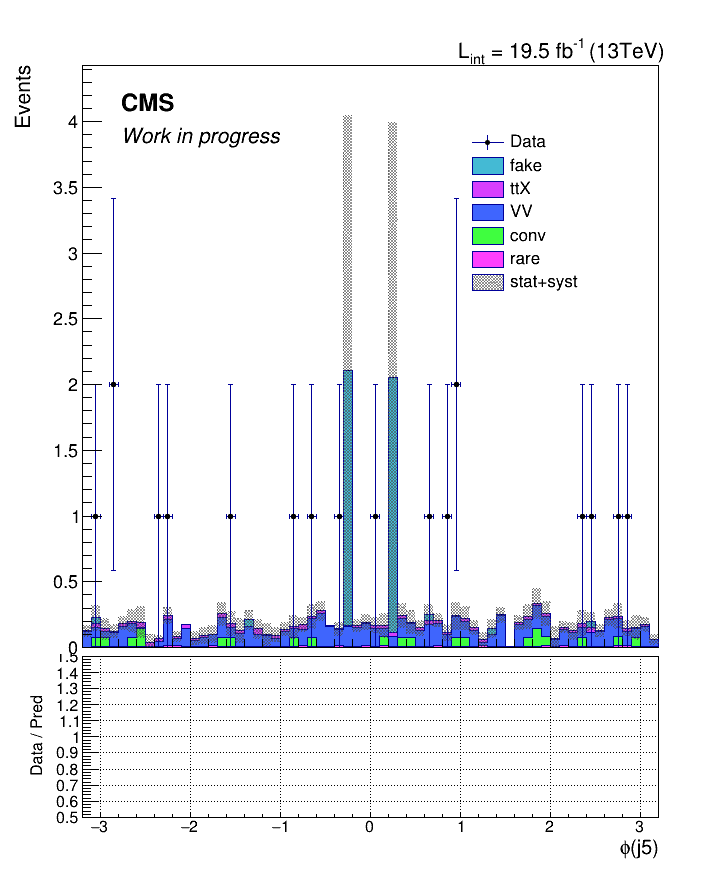 L_int = 19.5 fb^-1 (13TeV)
Events
CMS
Work in progress
Data
fake
ttX
VV
conv
rare
stat+syst
4
3.5
3
2.5
2
1.5
1
0.5
0
Data / Pred
1.5
1.4
1.3
1.2
1.1
1
0.9
0.8
0.7
0.6
0.5
−3 −2 −1 0 1 2 3
ϕ(j5)